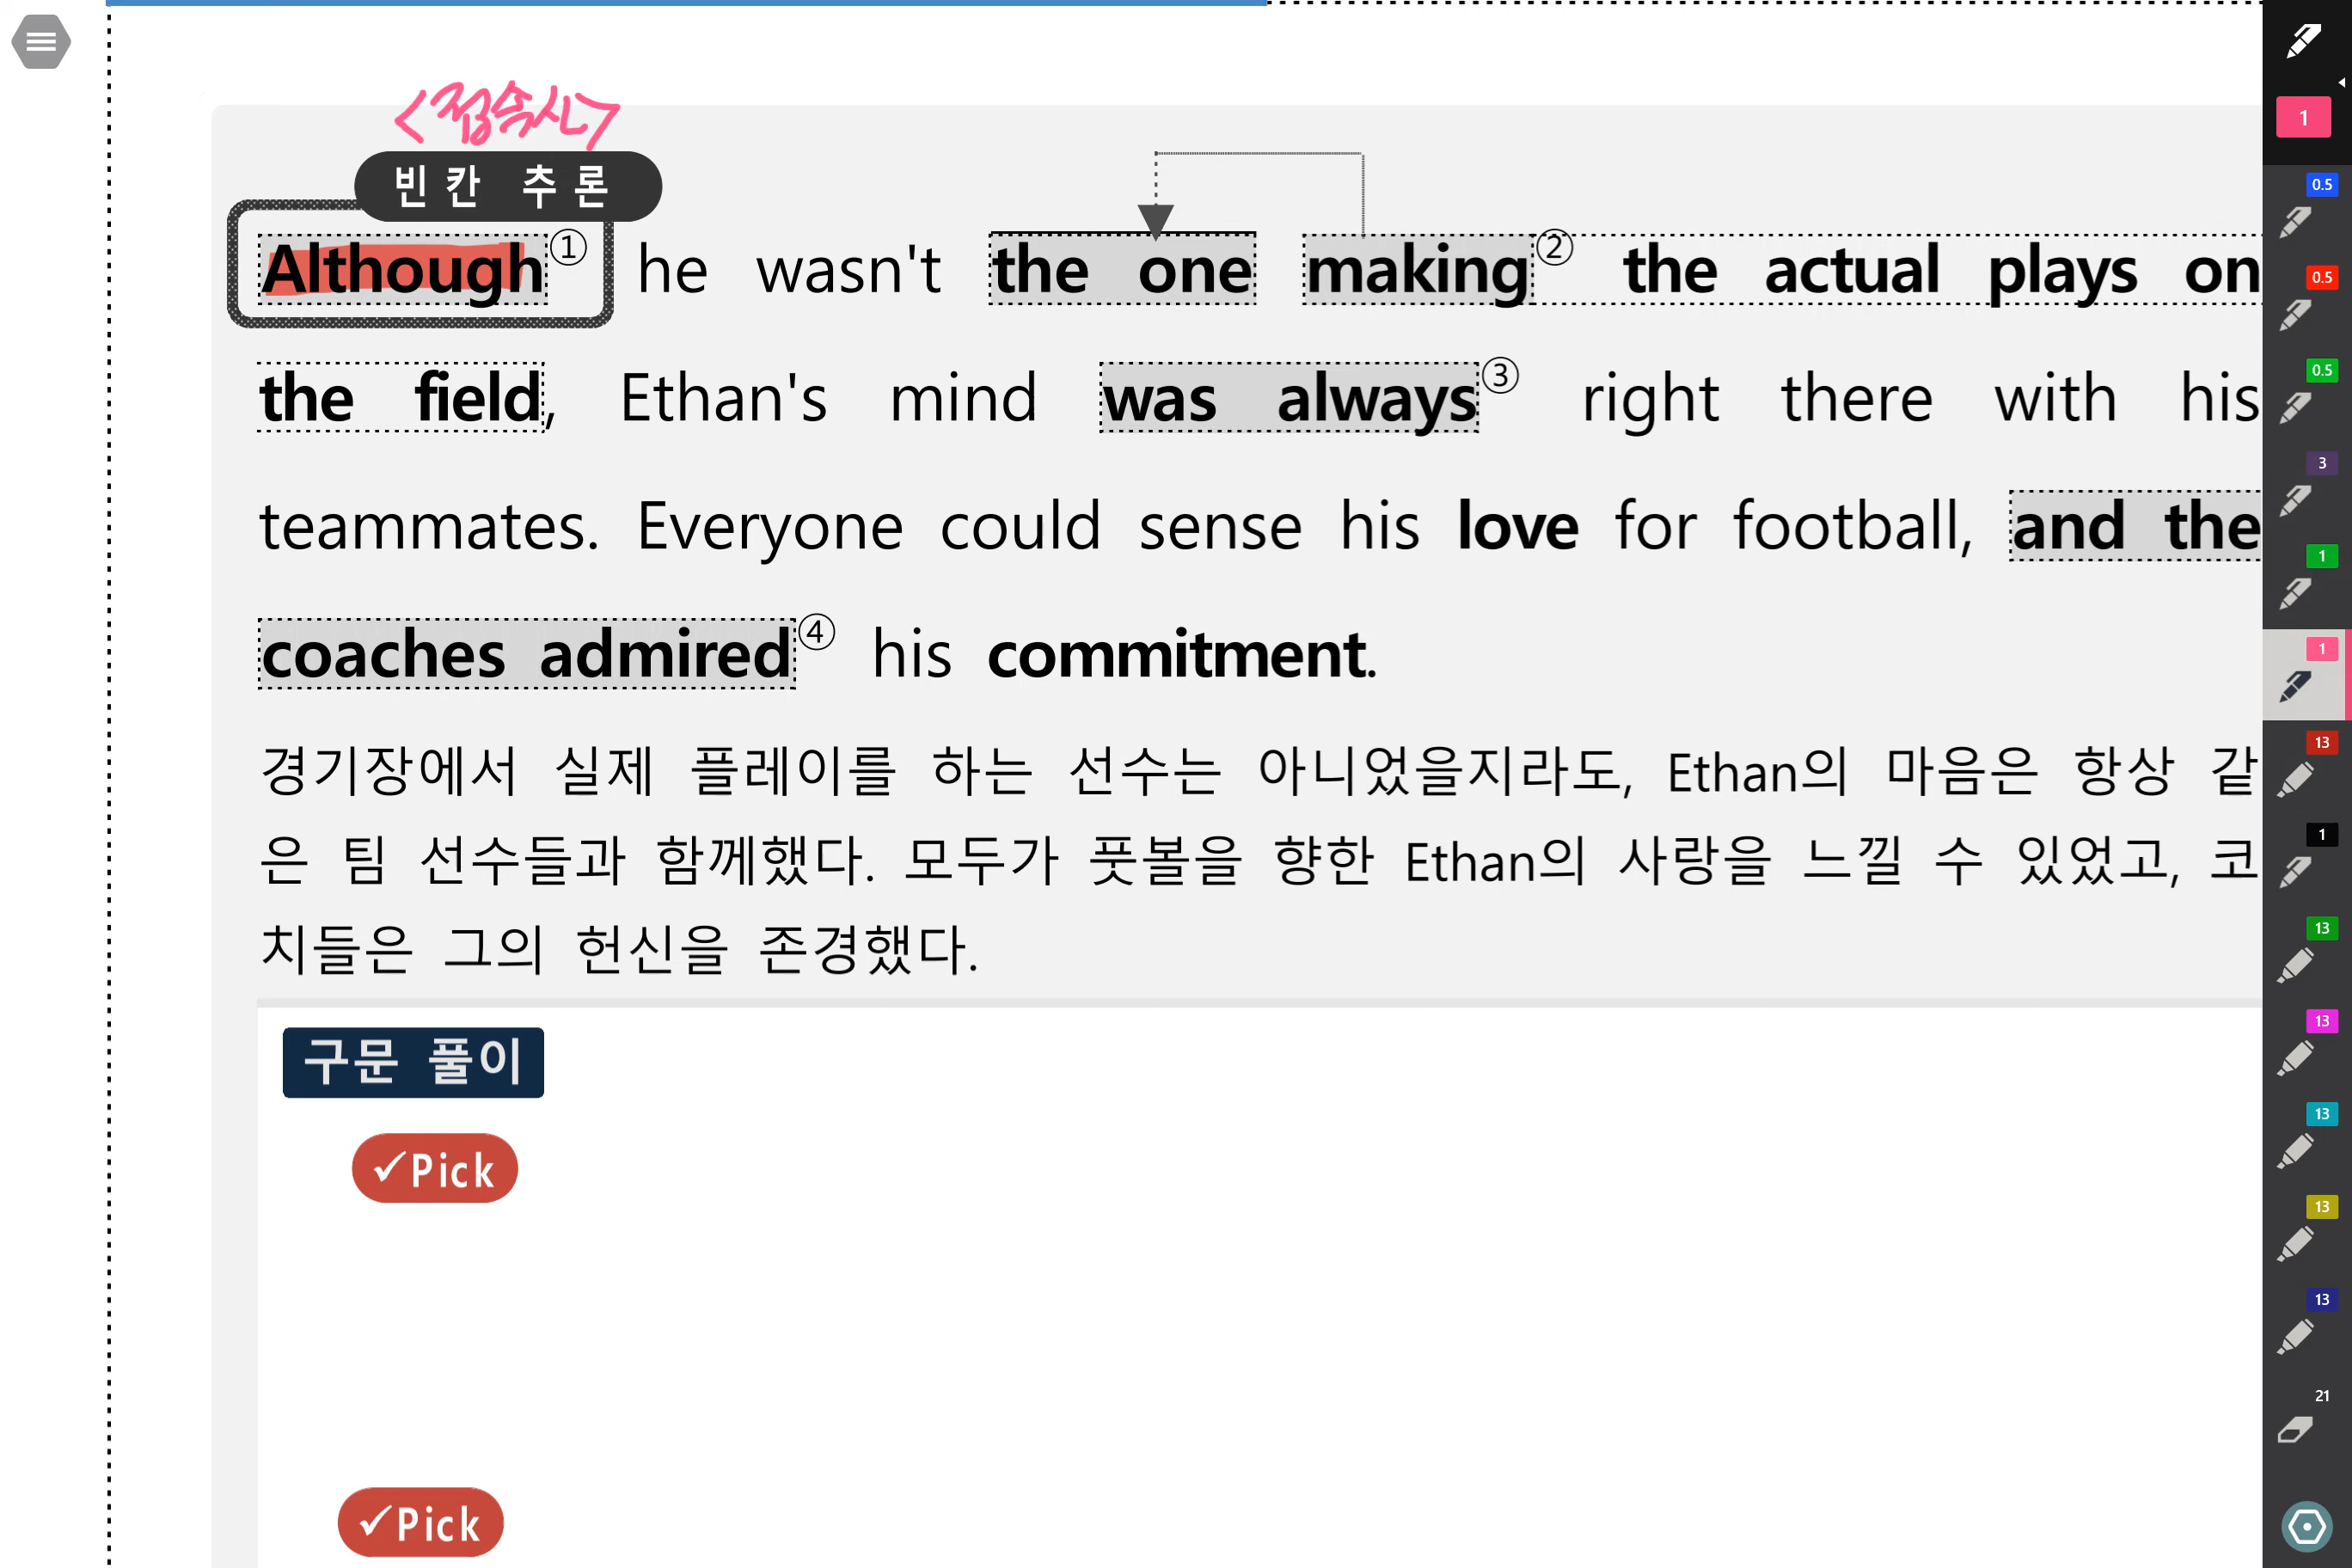 <접속사>
빈칸 추론
Although① he wasn't the one making② the actual plays on
the field, Ethan's mind was always③ right there with his
teammates. Everyone could sense his love for football, and the
coaches admired④ his commitment.
경기장에서 실제 플레이를 하는 선수는 아니었을지라도, Ethan의 마음은 항상 같
은 팀 선수들과 함께했다. 모두가 풋볼을 향한 Ethan의 사랑을 느낄 수 있었고, 코
치들은 그의 헌신을 존경했다.
구문 풀이
✓Pick
✓Pick
1
0.5
0.5
0.5
3
1
1
13
1
13
13
13
13
13
21